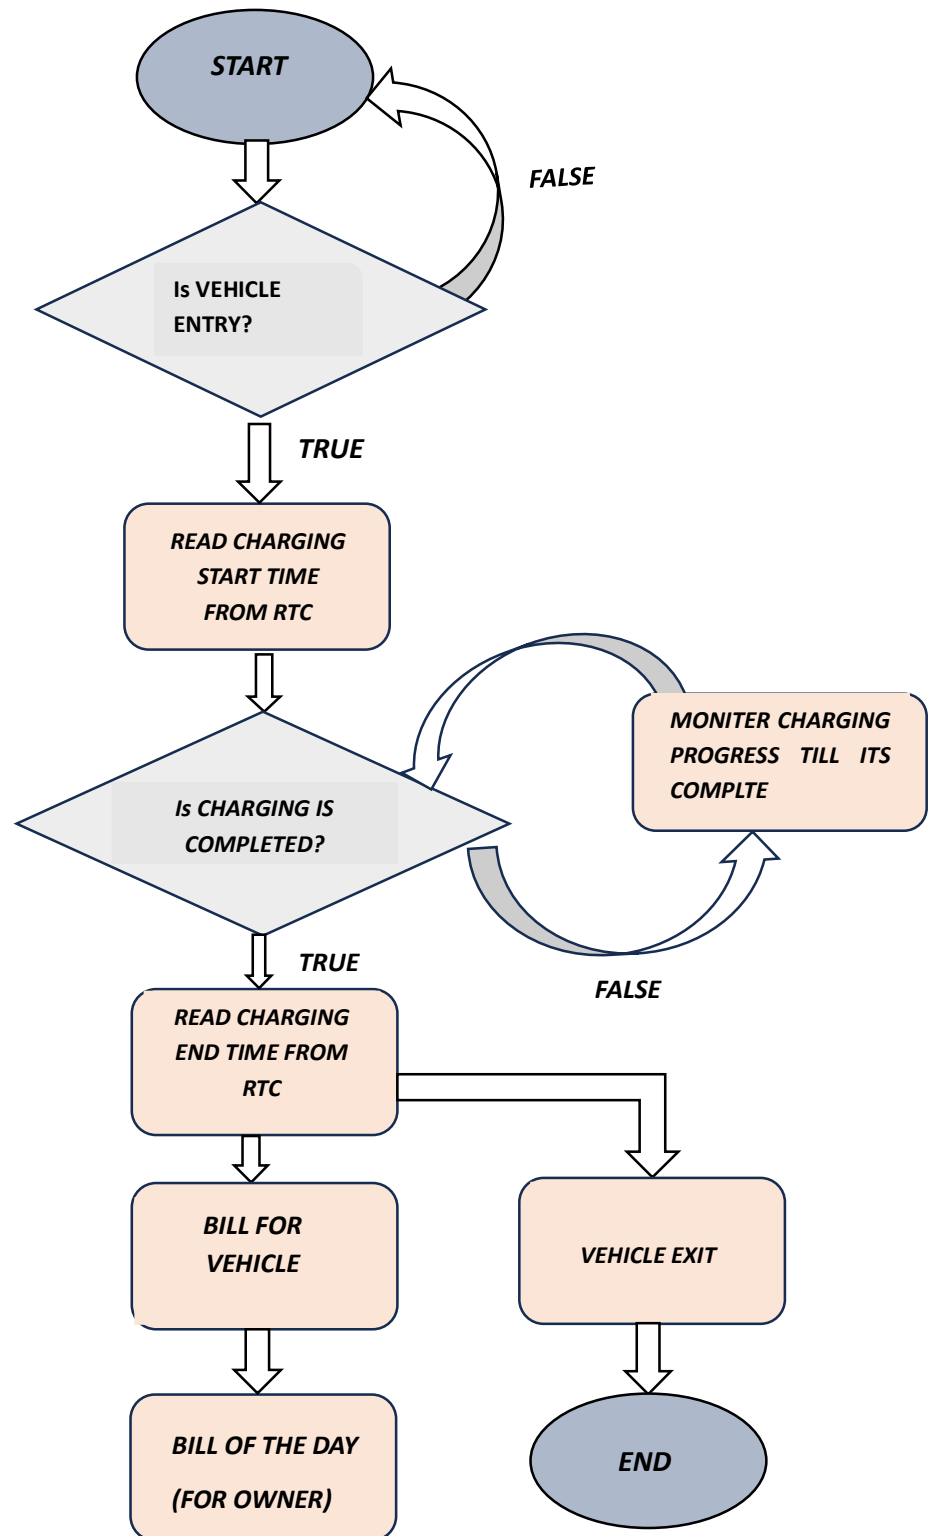 START
FALSE
Is VEHICLE
ENTRY?
TRUE
READ CHARGING
START TIME
FROM RTC
MONITER CHARGING
PROGRESS TILL ITS
COMPLTE
Is CHARGING IS
COMPLETED?
TRUE
FALSE
READ CHARGING
END TIME FROM
RTC
BILL FOR
VEHICLE
VEHICLE EXIT
BILL OF THE DAY
(FOR OWNER)
END